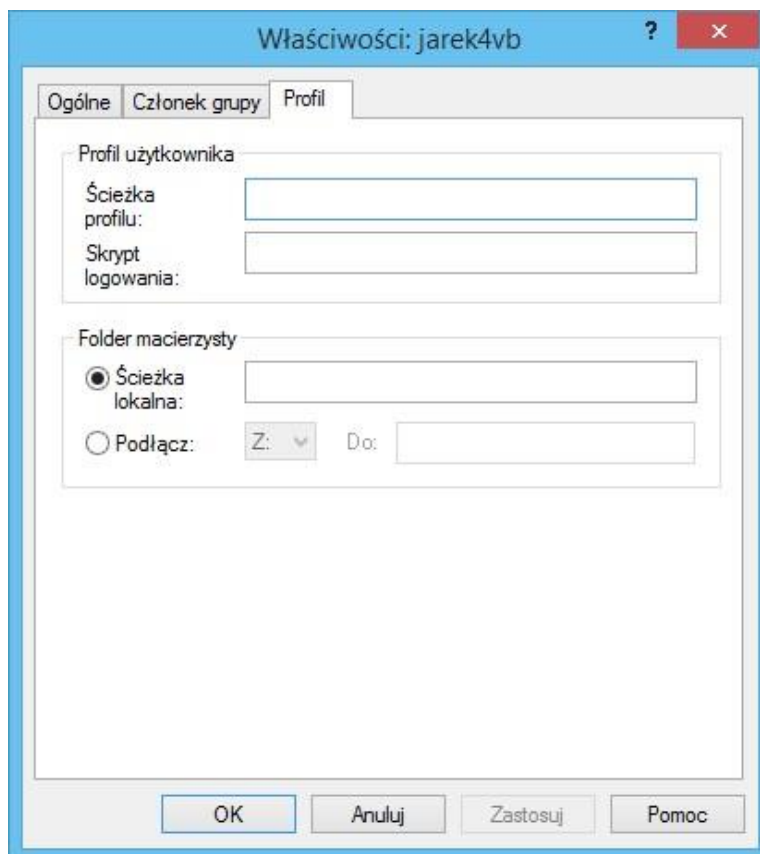 Właściwości: jarek4vb
?
Ogólne Członek grupy Profil
Profil użytkownika
Ścieżka
profilu:
Skrypt
logowania:
Folder macierzysty
Ścieżka
lokalna:
Podłącz: Z: Do:
OK Anuluj Zastosuj Pomoc